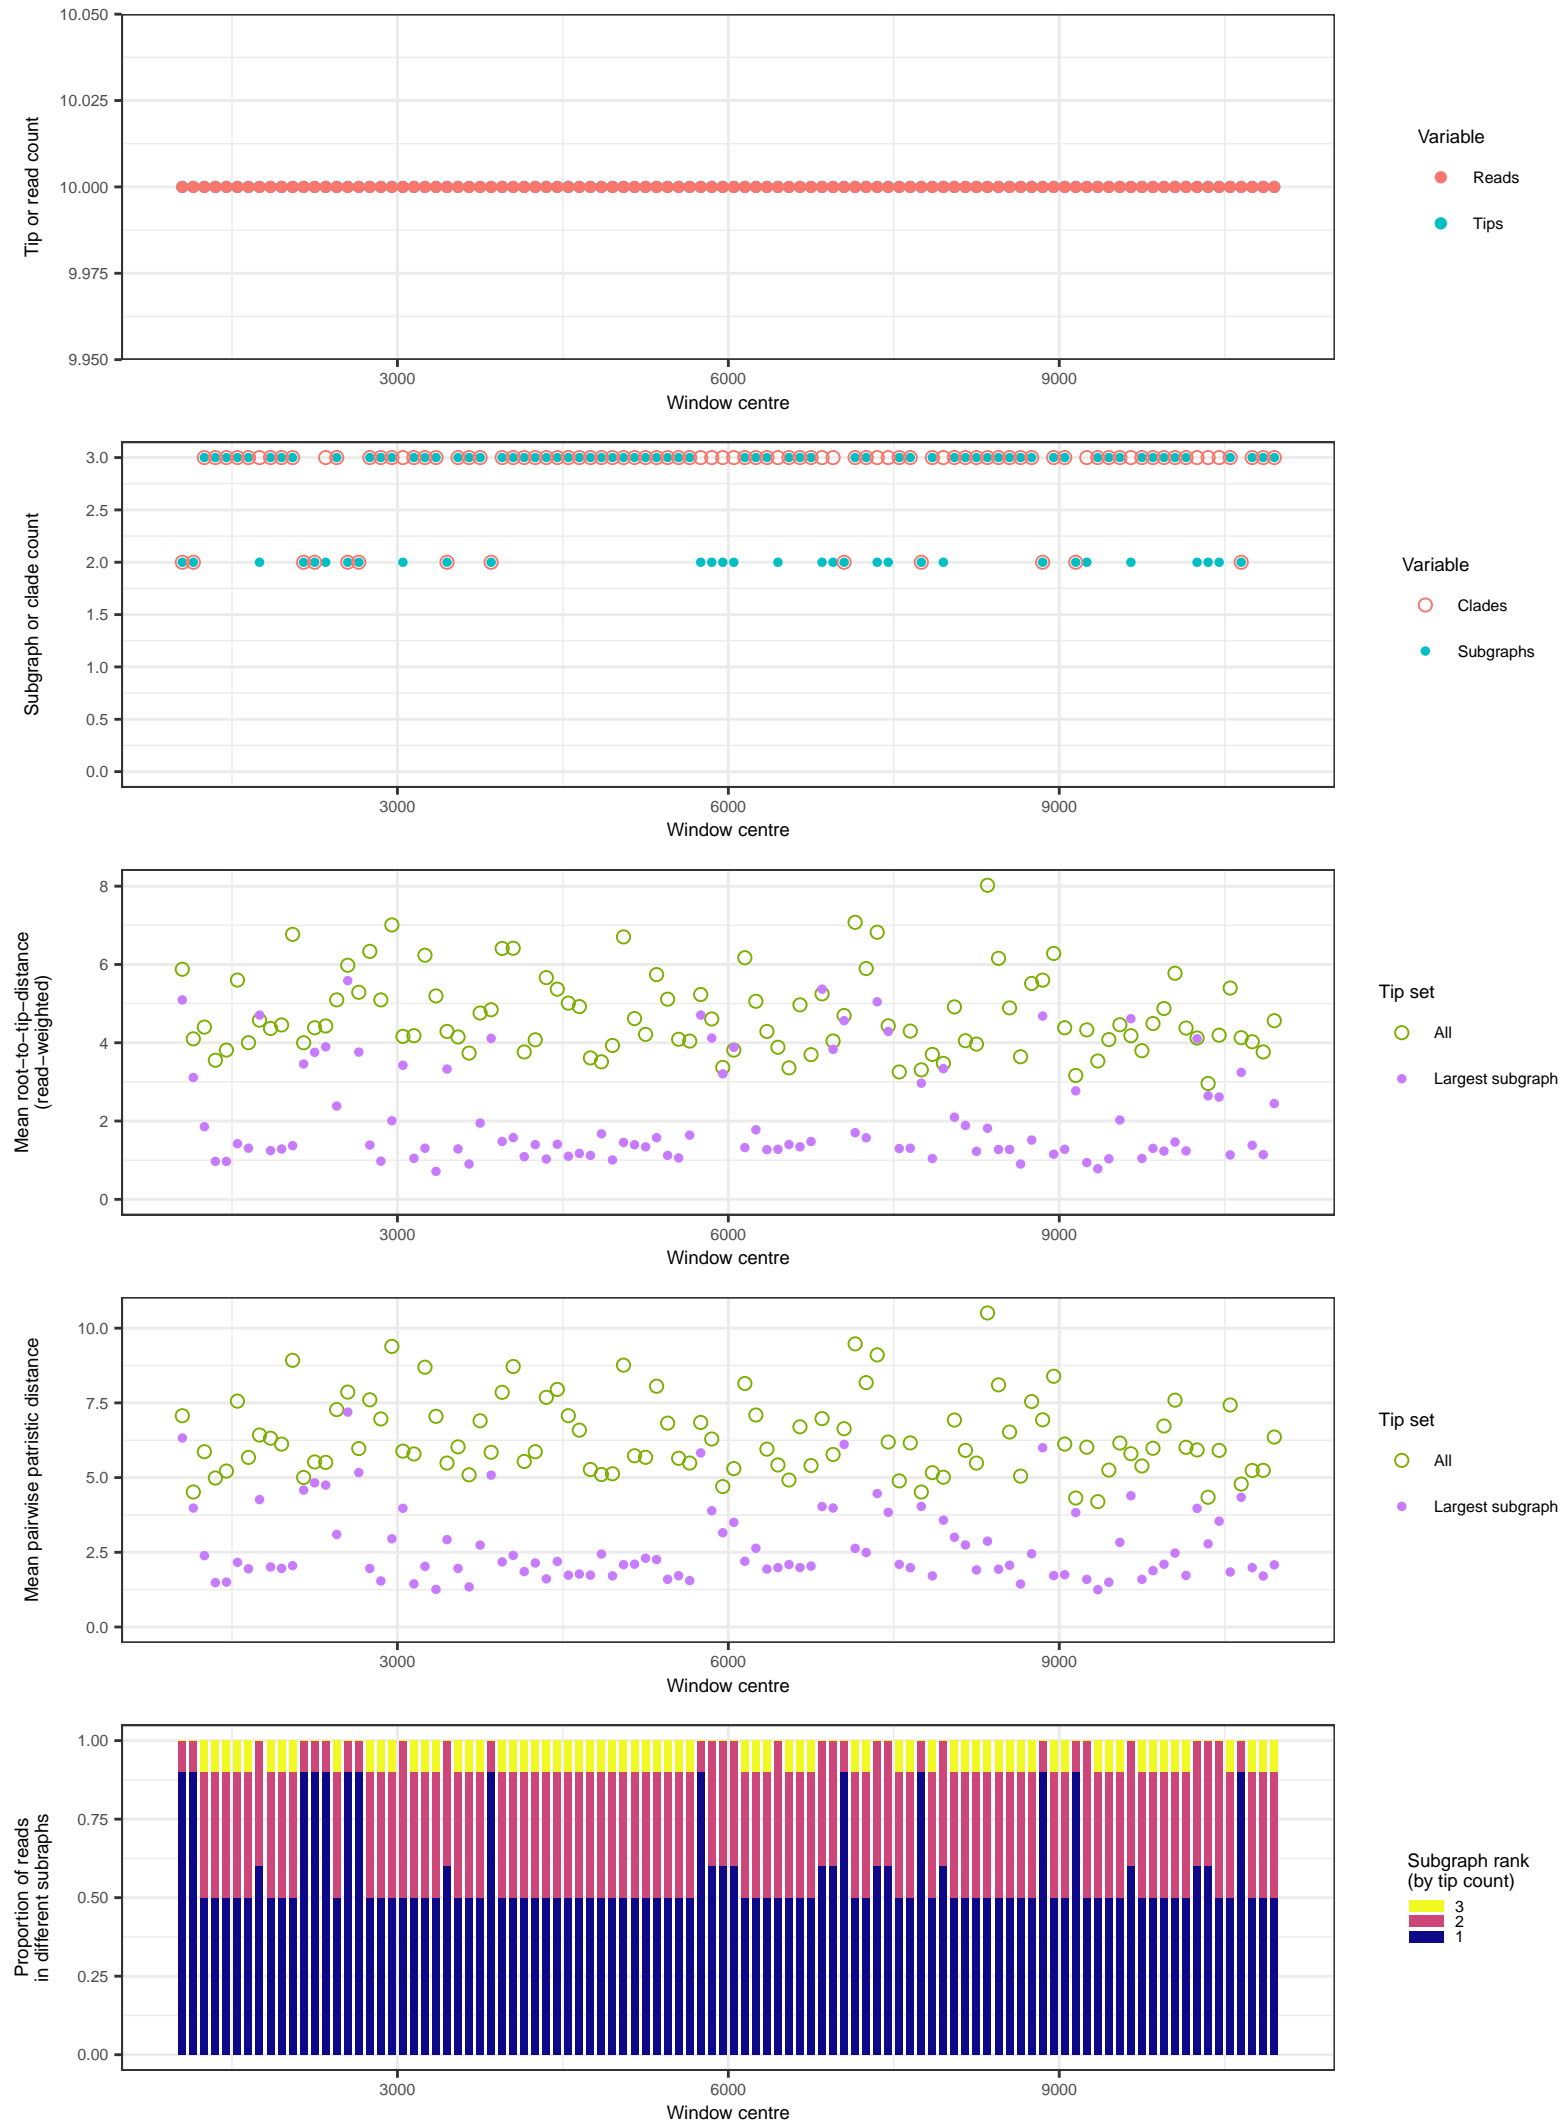 10.050
10.025
10.000
9.975
9.950
Tip or read count
3000
6000
9000
Window centre
Variable
Reads
Tips
3.0
2.5
2.0
1.5
1.0
0.5
0.0
Subgraph or clade count
3000
6000
9000
Window centre
Variable
Clades
Subgraphs
8
6
4
2
0
Mean root−to−tip−distance
(read−weighted)
3000
6000
9000
Window centre
Tip set
All
Largest subgraph
10.0
7.5
5.0
2.5
0.0
Mean pairwise patristic distance
3000
6000
9000
Window centre
Tip set
All
Largest subgraph
1.00
0.75
0.50
0.25
0.00
Proportion of reads
in different subraphs
3000
6000
9000
Window centre
Subgraph rank
(by tip count)
3
2
1